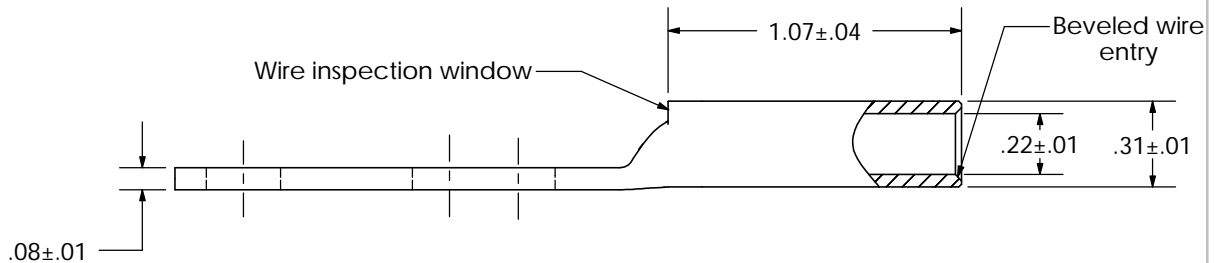 1.07±.04
Beveled wire
entry
Wire inspection window
.22±.01
.31±.01
.08±.01